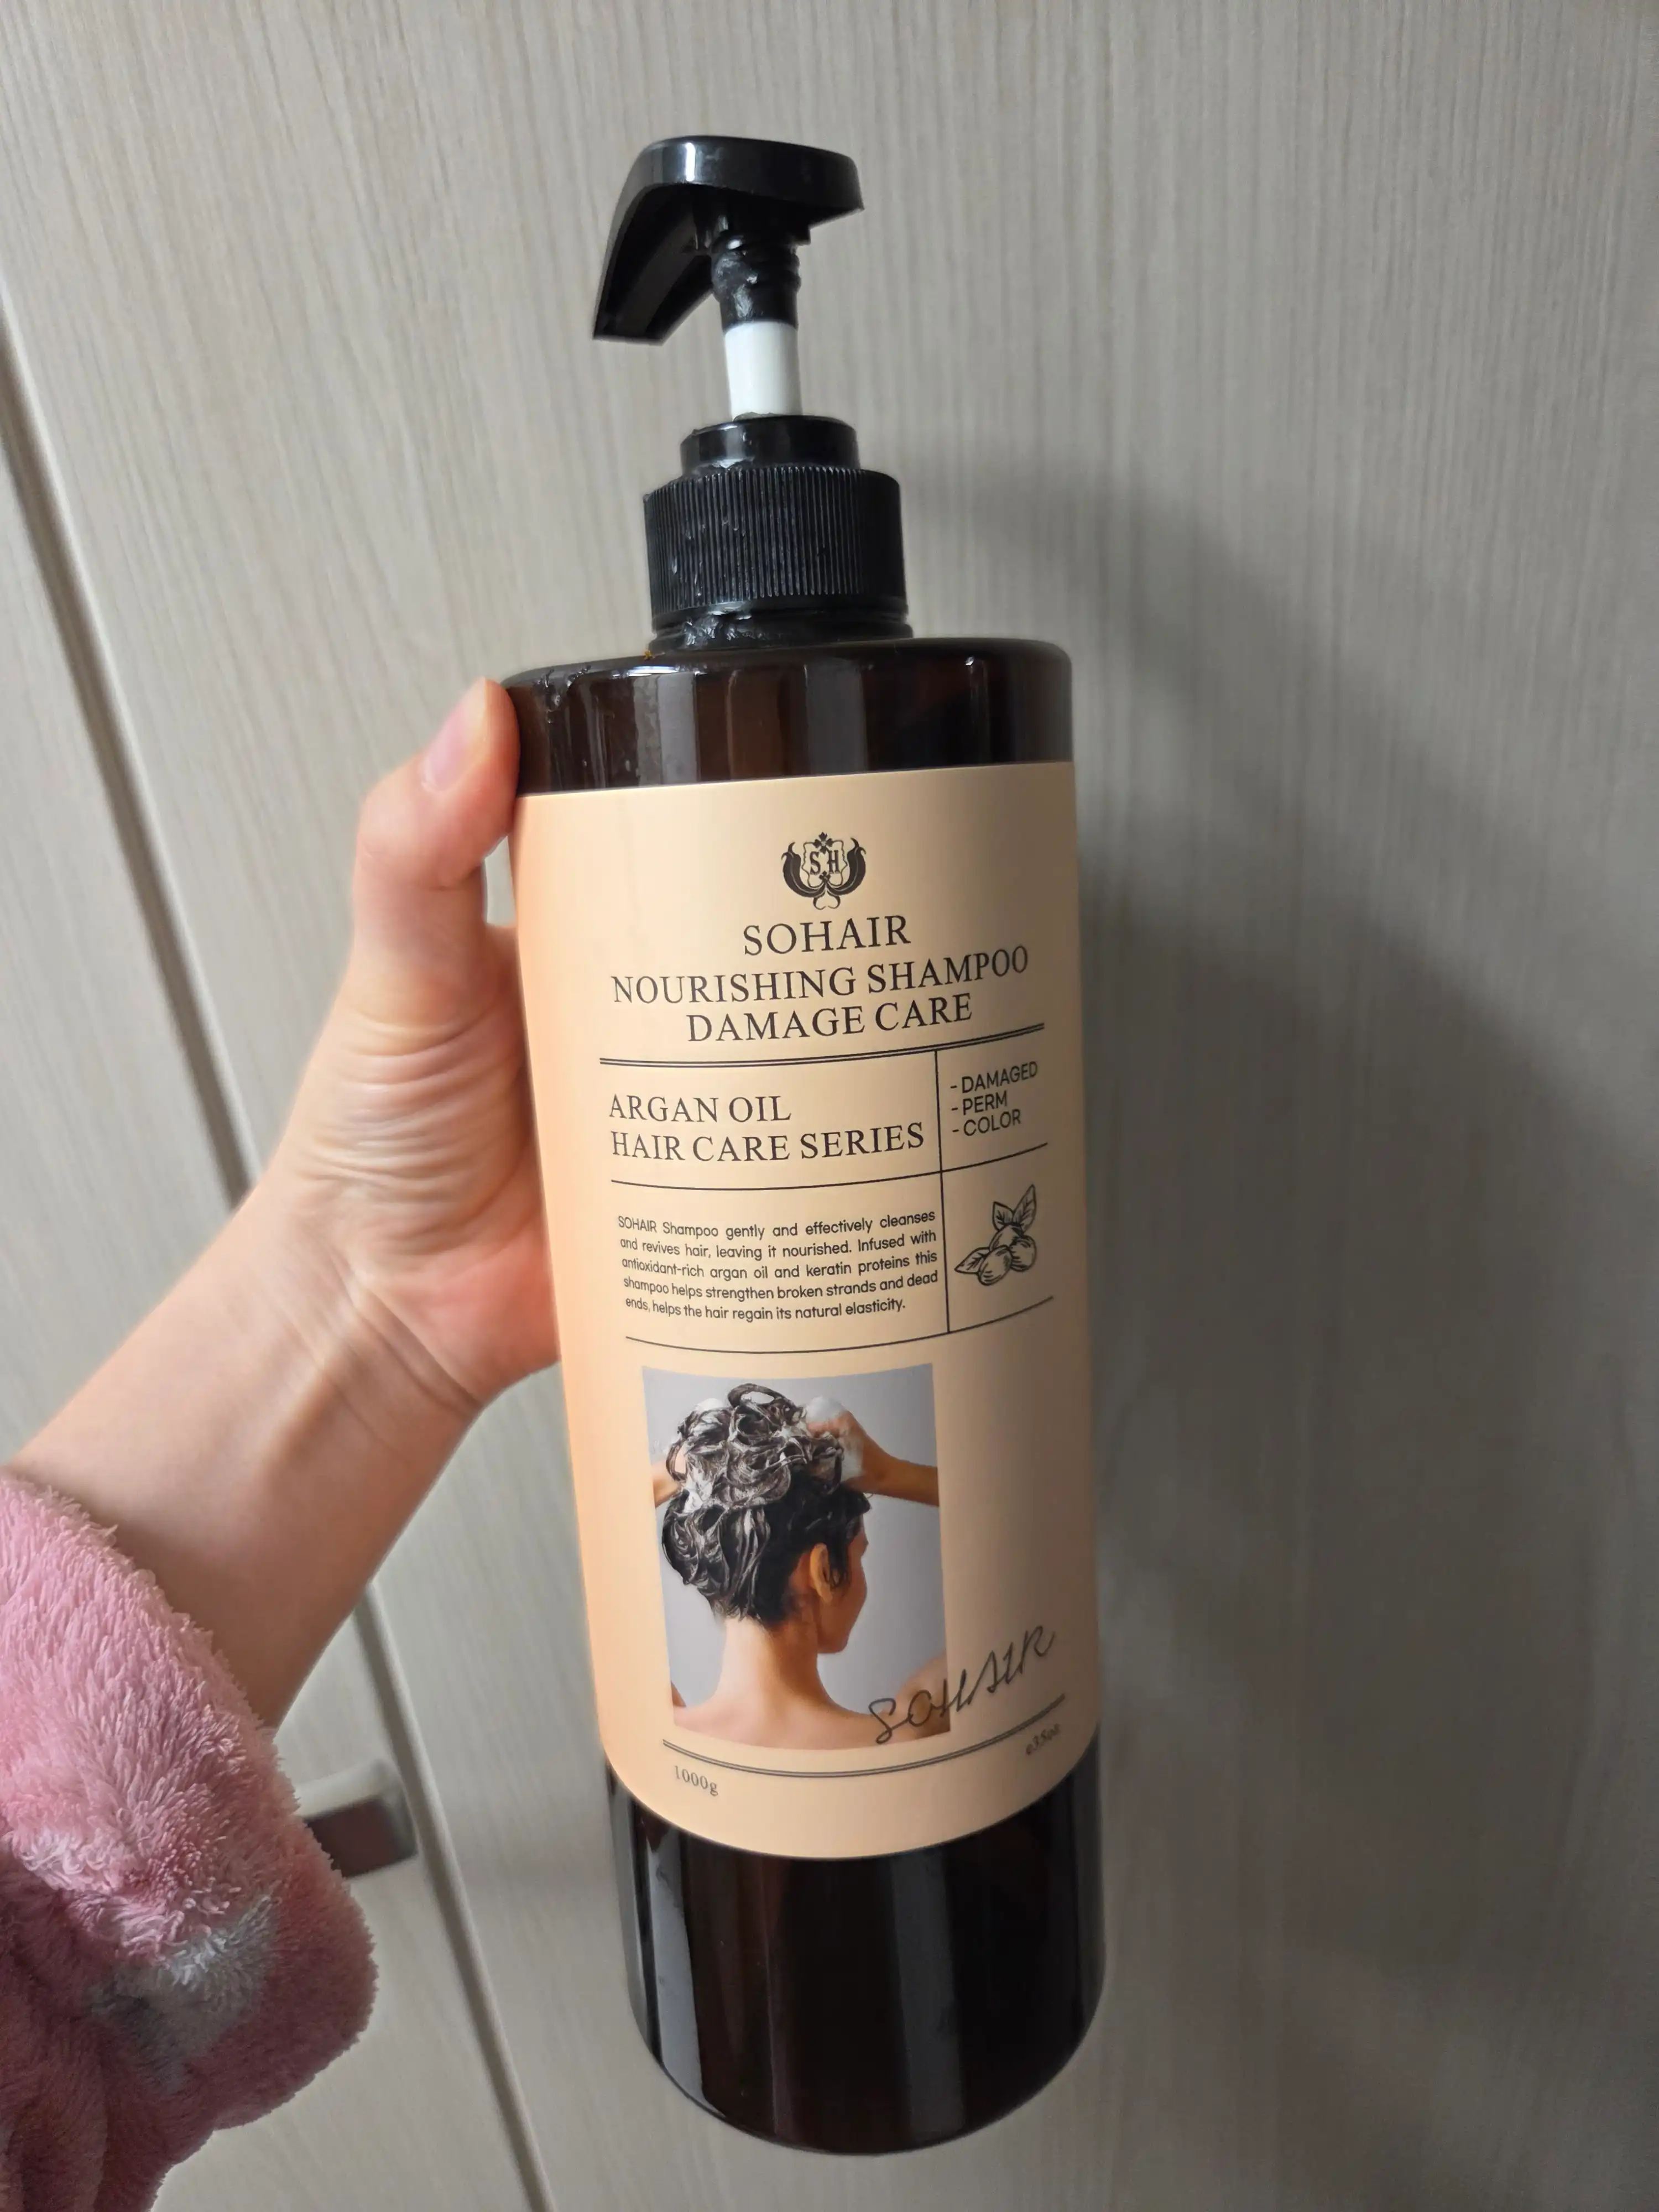 SH
SOHAIR
NOURISHING SHAMPOO
DAMAGE CARE
ARGAN OIL
HAIR CARE SERIES
- DAMAGED
- PERM
- COLOR
SOHAIR Shampoo gently and effectively cleanses
and revives hair, leaving it nourished. Infused with
antioxidant-rich argan oil and keratin proteins this
shampoo helps strengthen broken strands and dead
ends, helps the hair regain its natural elasticity.
SOHAIR
1000g
e35oz